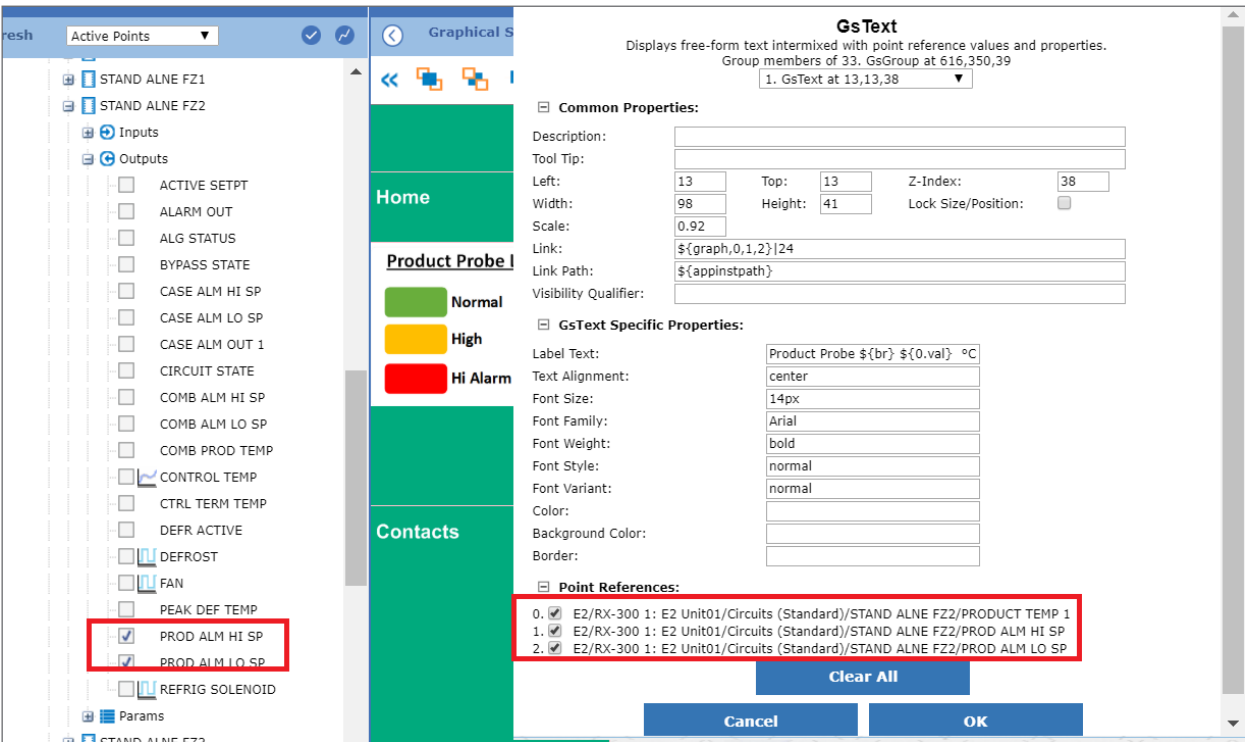 resh
Active Points
STAND ALNE FZ1
STAND ALNE FZ2
Inputs
Outputs
ACTIVE SETPT
ALARM OUT
ALG STATUS
BYPASS STATE
CASE ALM HI SP
CASE ALM LO SP
CASE ALM OUT 1
CIRCUIT STATE
COMB ALM HI SP
COMB ALM LO SP
COMB PROD TEMP
CONTROL TEMP
CTRL TERM TEMP
DEFR ACTIVE
DEFROST
FAN
PEAK DEF TEMP
PROD ALM HI SP
PROD ALM LO SP
REFRIG SOLENOID
Params
Graphical S
Home
Product Probe
Normal
High
Hi Alarm
Contacts
GsText
Displays free-form text intermixed with point reference values and properties.
Group members of 33. GsGroup at 616,350,39
1. GsText at 13,13,38
Common Properties:
Description:
Tool Tip:
Left: 13 Top: 13 Z-Index: 38
Width: 98 Height: 41 Lock Size/Position:
Scale: 0.92
Link: ${graph,0,1,2}|24
Link Path: ${appinstpath}
Visibility Qualifier:
GsText Specific Properties:
Label Text: Product Probe ${br} ${0.val} °C
Text Alignment: center
Font Size: 14px
Font Family: Arial
Font Weight: bold
Font Style: normal
Font Variant: normal
Color:
Background Color:
Border:
Point References:
0. E2/RX-300 1: E2 Unit01/Circuits (Standard)/STAND ALNE FZ2/PRODUCT TEMP 1
1. E2/RX-300 1: E2 Unit01/Circuits (Standard)/STAND ALNE FZ2/PROD ALM HI SP
2. E2/RX-300 1: E2 Unit01/Circuits (Standard)/STAND ALNE FZ2/PROD ALM LO SP
Clear All
Cancel OK